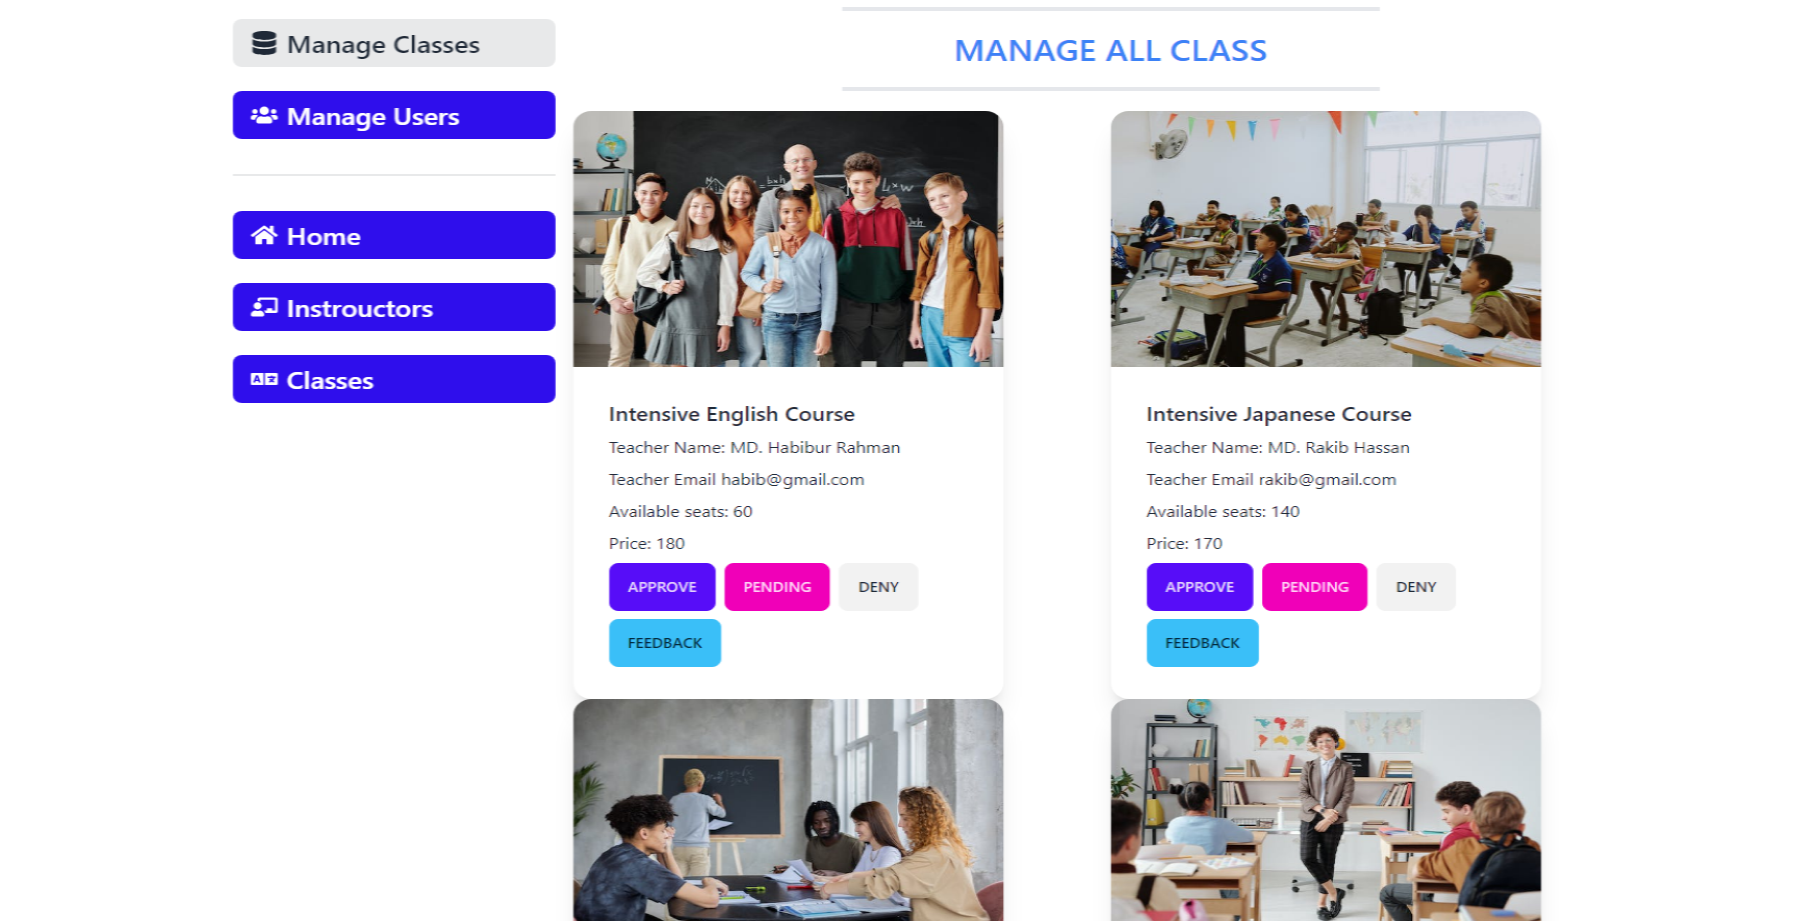 Manage Classes
Manage Users
Home
Instrouctors
Classes
MANAGE ALL CLASS
Intensive English Course
Teacher Name: MD. Habibur Rahman
Teacher Email habib@gmail.com
Available seats: 60
Price: 180
APPROVE PENDING DENY
FEEDBACK
Intensive Japanese Course
Teacher Name: MD. Rakib Hassan
Teacher Email rakib@gmail.com
Available seats: 140
Price: 170
APPROVE PENDING DENY
FEEDBACK